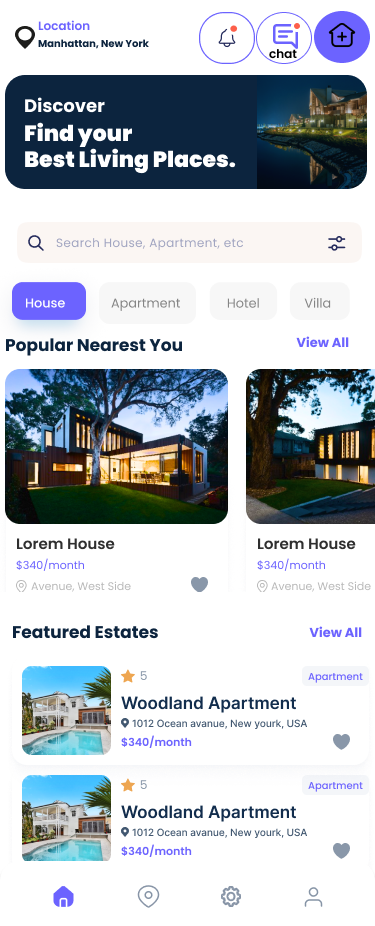 Location
Manhattan, New York
chat
Discover
Find your
Best Living Places.
Search House, Apartment, etc
House
Apartment
Hotel
Villa
Popular Nearest You
View All
Lorem House
$340/month
Avenue, West Side
Lorem House
$340/month
Avenue, West Side
Featured Estates
View All
5
Apartment
Woodland Apartment
1012 Ocean avanue, New yourk, USA
$340/month
5
Apartment
Woodland Apartment
1012 Ocean avanue, New yourk, USA
$340/month